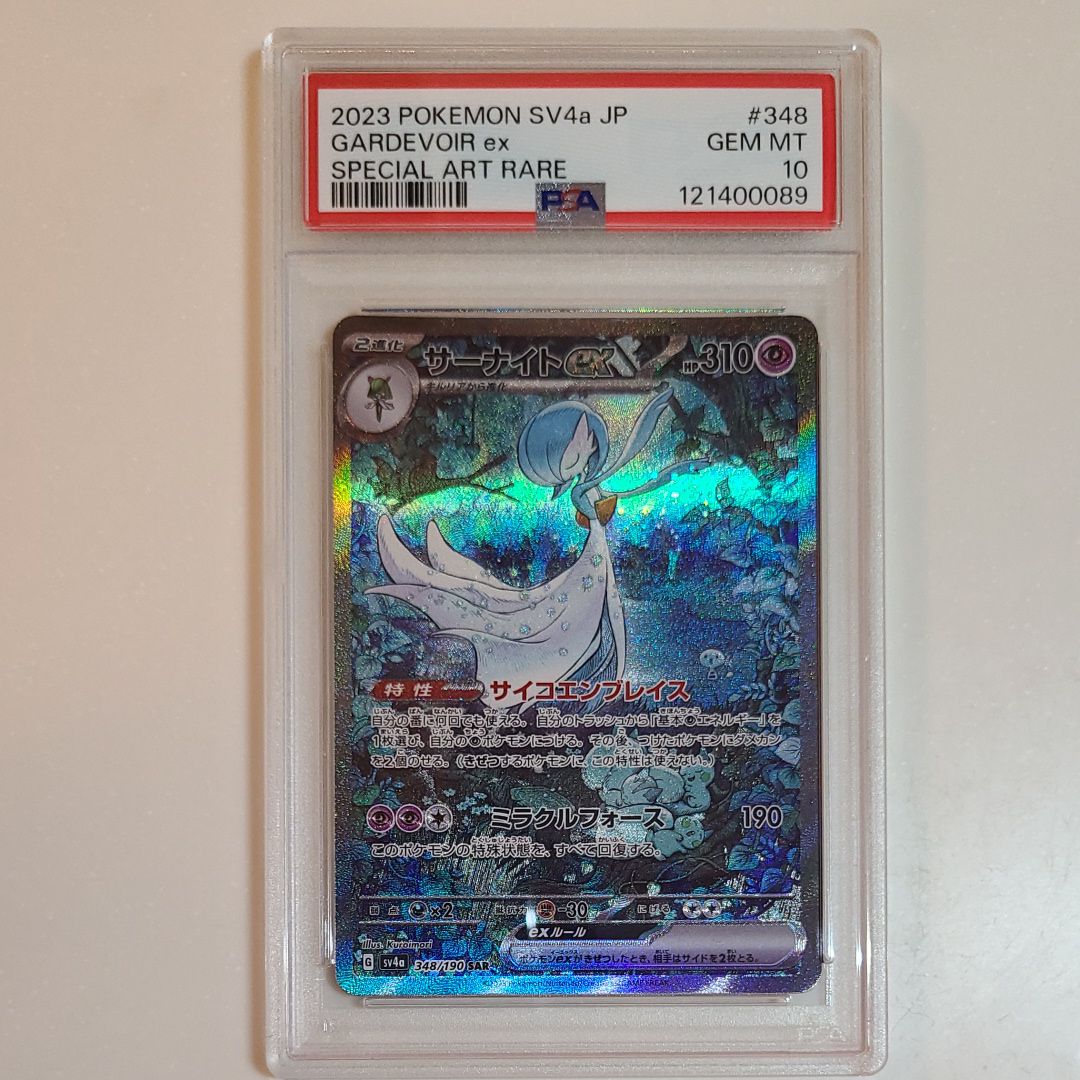 2023 POKEMON SV4a JP #348
GARDEVOIR ex GEM MT
SPECIAL ART RARE 10
PSA 121400089
2進化 サーナイトex HP310
キルリアから進化
特性 サイコエンブレイス
自分の番に何回でも使える。自分のトラッシュから「基本エネルギー」を
1枚選び、自分のポケモンにつける。その後、つけたポケモンにダメカン
を2個のせる。(きぜつするポケモンに、この特性は使えない。)
ミラクルフォース 190
このポケモンの特殊状態を、すべて回復する。
弱点 ×2 抵抗力 -30 にげる
exルール
ポケモンexがきぜつしたとき、相手はサイドを2枚とる。
Illus. Kuroimori
G sv4a 348/190 SAR